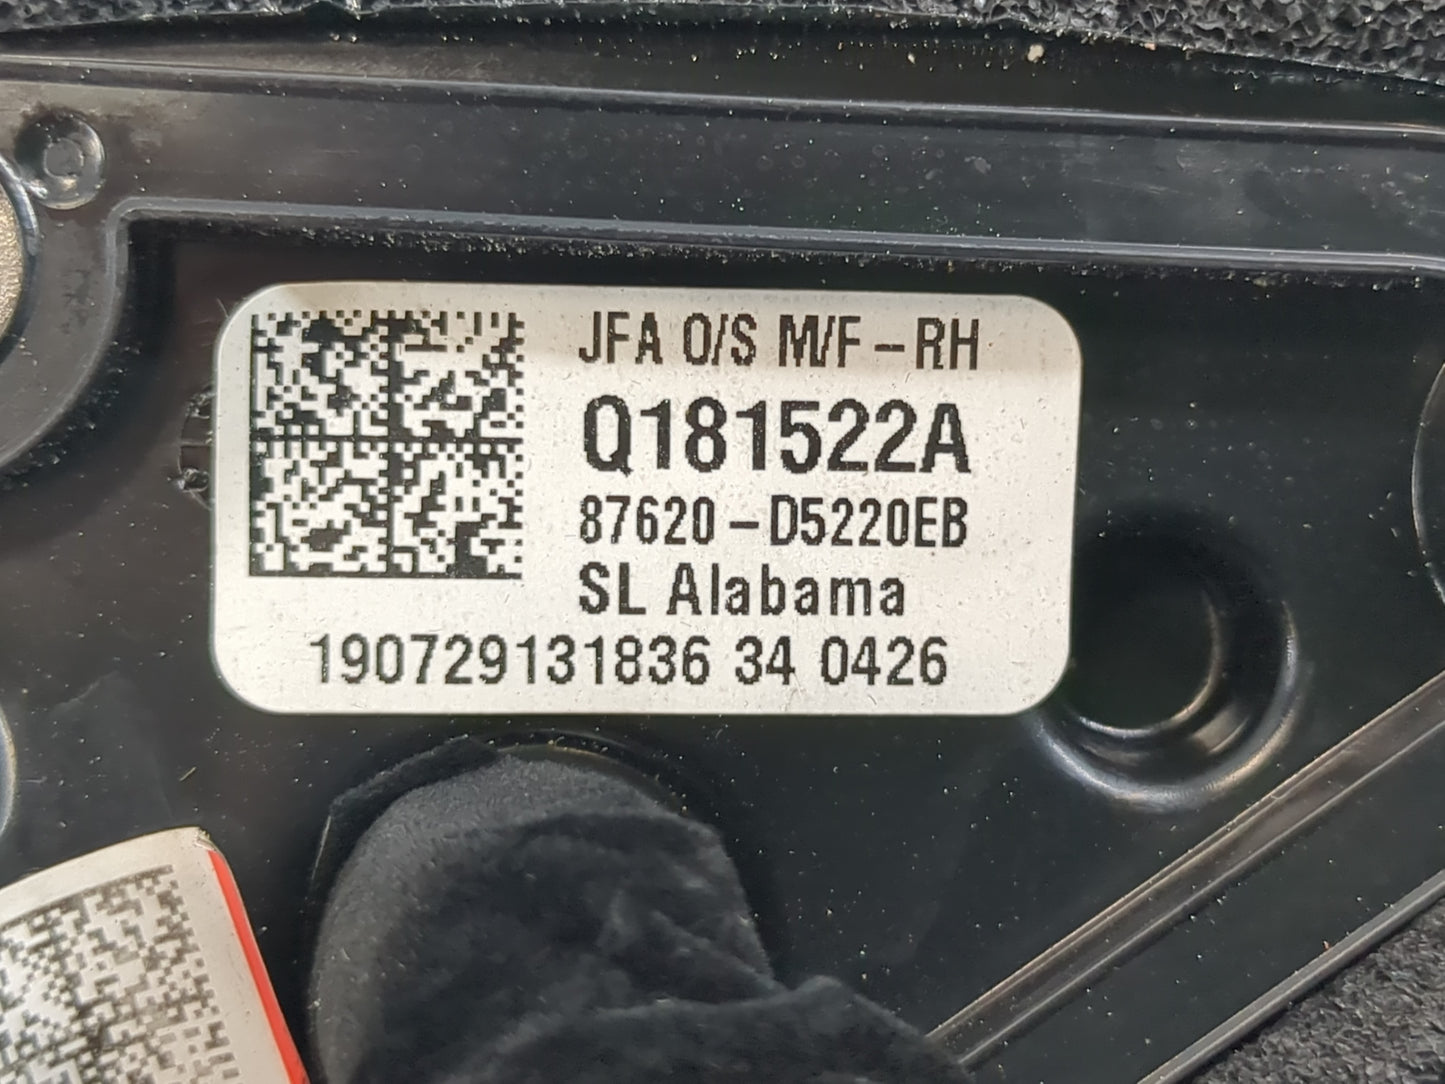 JFA O/S M/F-RH
Q181522A
87620-D5220EB
SL Alabama
190729131836 34 0426